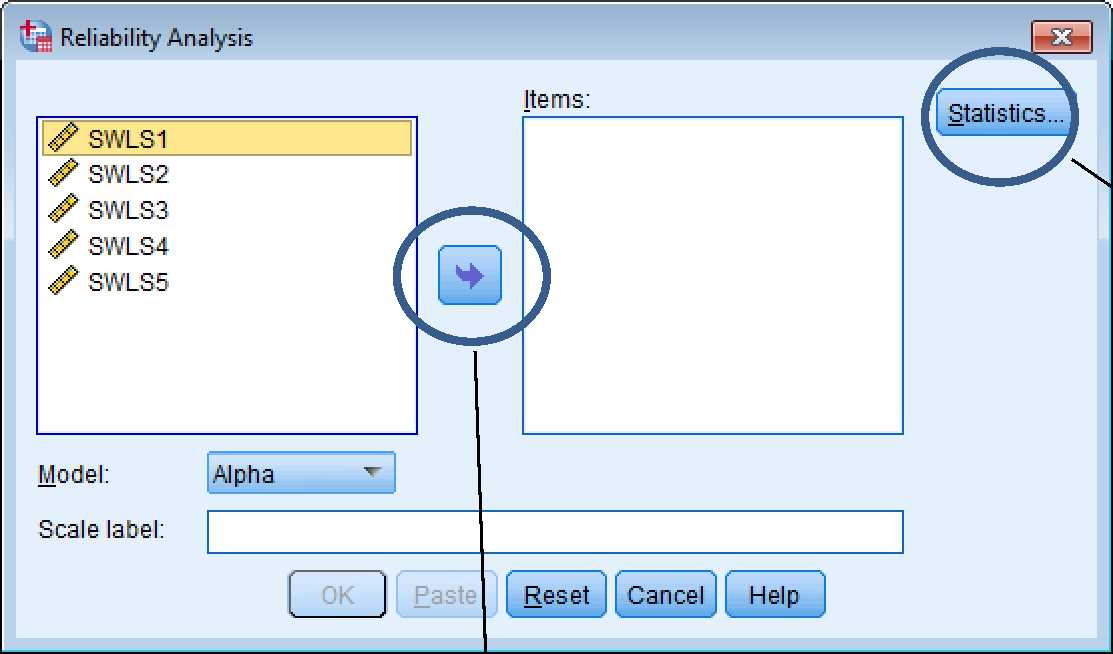 Reliability Analysis
Items:
Statistics...
SWLS1
SWLS2
SWLS3
SWLS4
SWLS5
Model: Alpha
Scale label:
OK Paste Reset Cancel Help